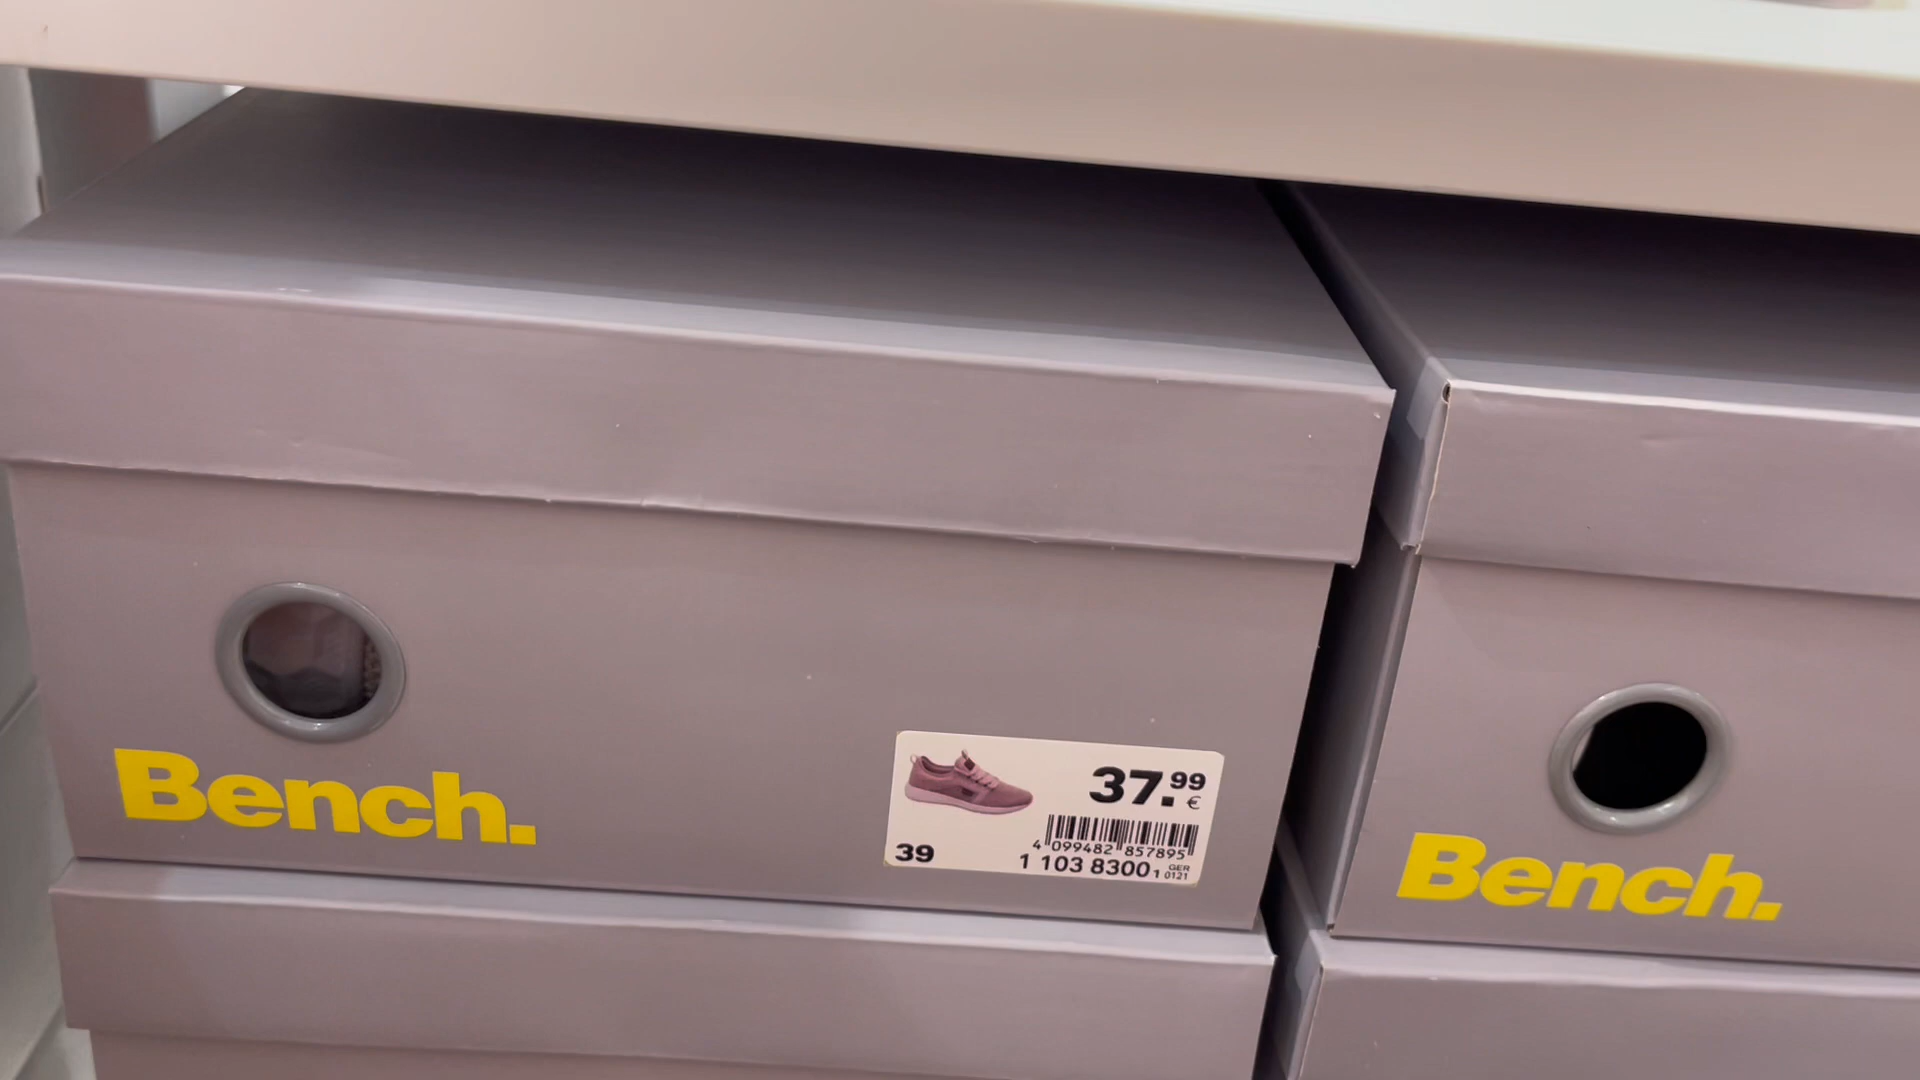 Bench.
37.99
€
4 099482 857895
39
1 103 8300 1
GER
0121
Bench.